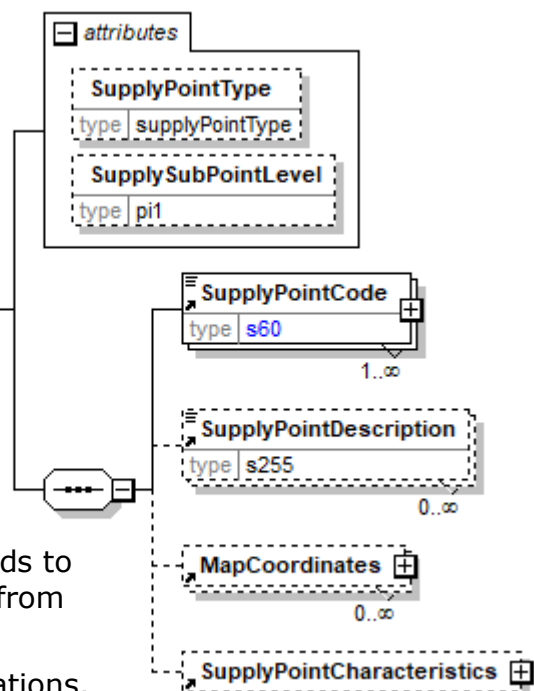 attributes
SupplyPointType
type supplyPointType
SupplySubPointLevel
type pi1
SupplyPointCode
type s60
1..∞
SupplyPointDescription
type s255
0..∞
ds to
MapCoordinates
from
0..∞
ations.
SupplyPointCharacteristics